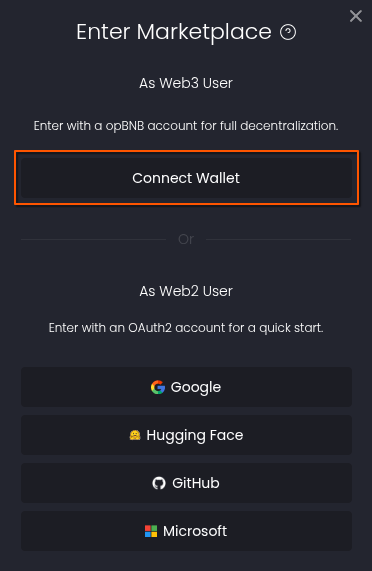 Enter Marketplace
As Web3 User
Enter with a opBNB account for full decentralization.
Connect Wallet
Or
As Web2 User
Enter with an OAuth2 account for a quick start.
Google
Hugging Face
GitHub
Microsoft